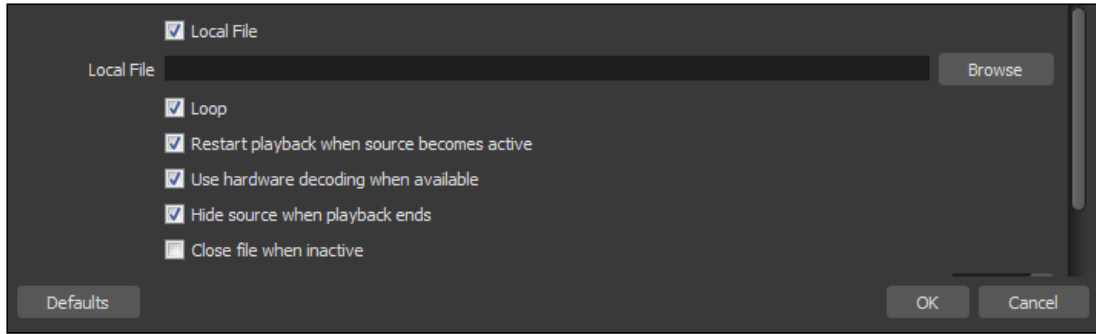 Local File
Local File Browse
Loop
Restart playback when source becomes active
Use hardware decoding when available
Hide source when playback ends
Close file when inactive
Defaults OK Cancel